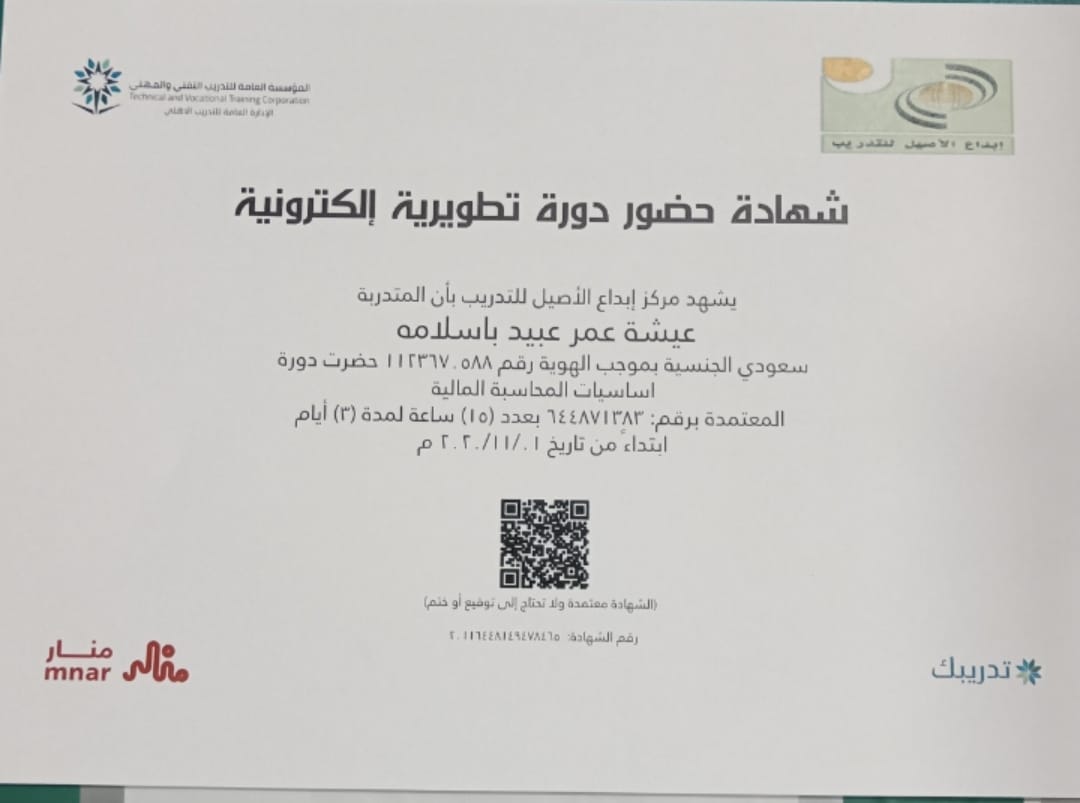 المؤسسة العامة للتدريب التقني والمهني
Technical and Vocational Training Corporation
الإدارة العامة للتدريب الأهلي
إبداع الأصيل للتدريب
شهادة حضور دورة تطويرية إلكترونية
يشهد مركز إبداع الأصيل للتدريب بأن المتدربة
عيشة عمر عبيد باسلامه
سعودي الجنسية بموجب الهوية رقم ١١٢٣٦٧٠٥٨٨ حضرت دورة
اساسيات المحاسبة المالية
المعتمدة برقم: ٦٤٤٨٧١٣٨٣ بعدد (١٥) ساعة لمدة (٣) أيام
ابتداءً من تاريخ ٢٠٢٠/١١/٠١ م
(الشهادة معتمدة ولا تحتاج إلى توقيع أو ختم)
رقم الشهادة: ٢٠١١٦٤٤٨١٤٩٤٧٨٤٦٥
منار
mnar
منار
تدريبك